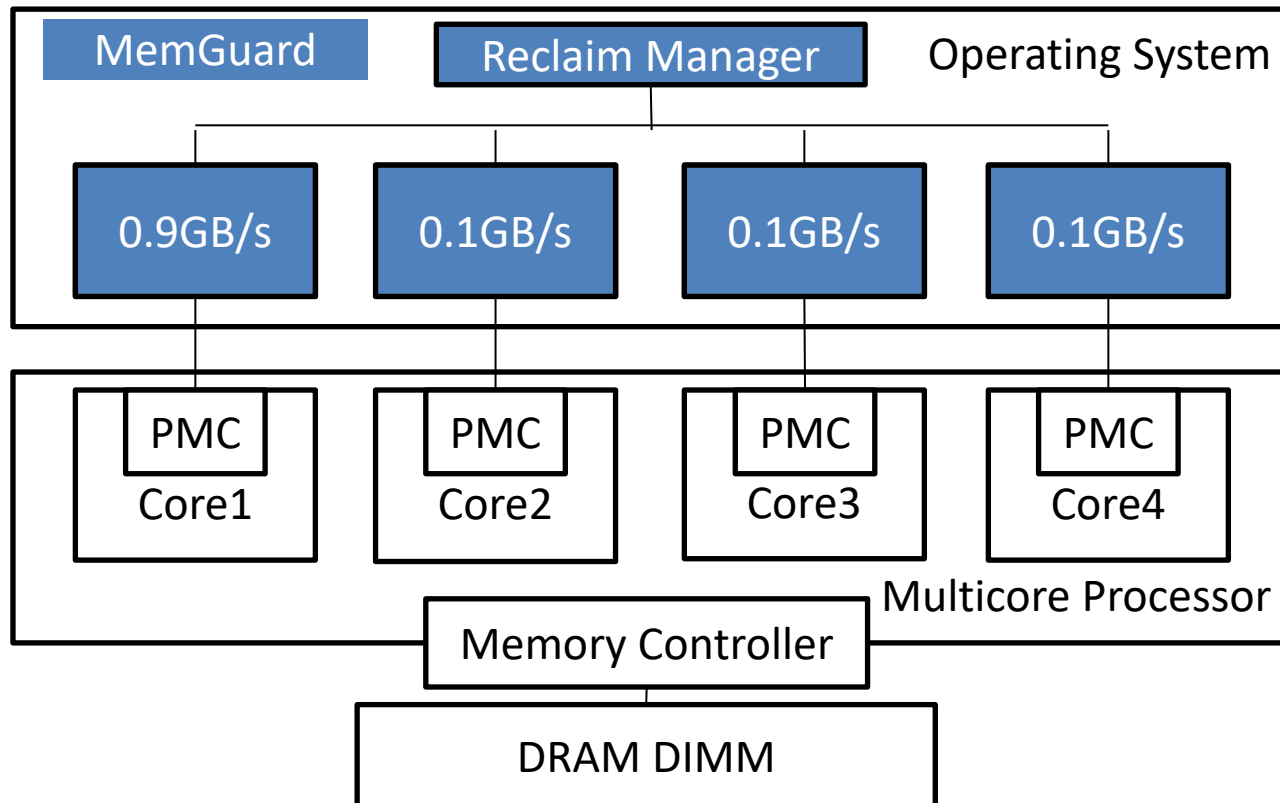 MemGuard
Reclaim Manager
Operating System
0.9GB/s
0.1GB/s
0.1GB/s
0.1GB/s
PMC
PMC
PMC
PMC
Core1
Core2
Core3
Core4
Multicore Processor
Memory Controller
DRAM DIMM